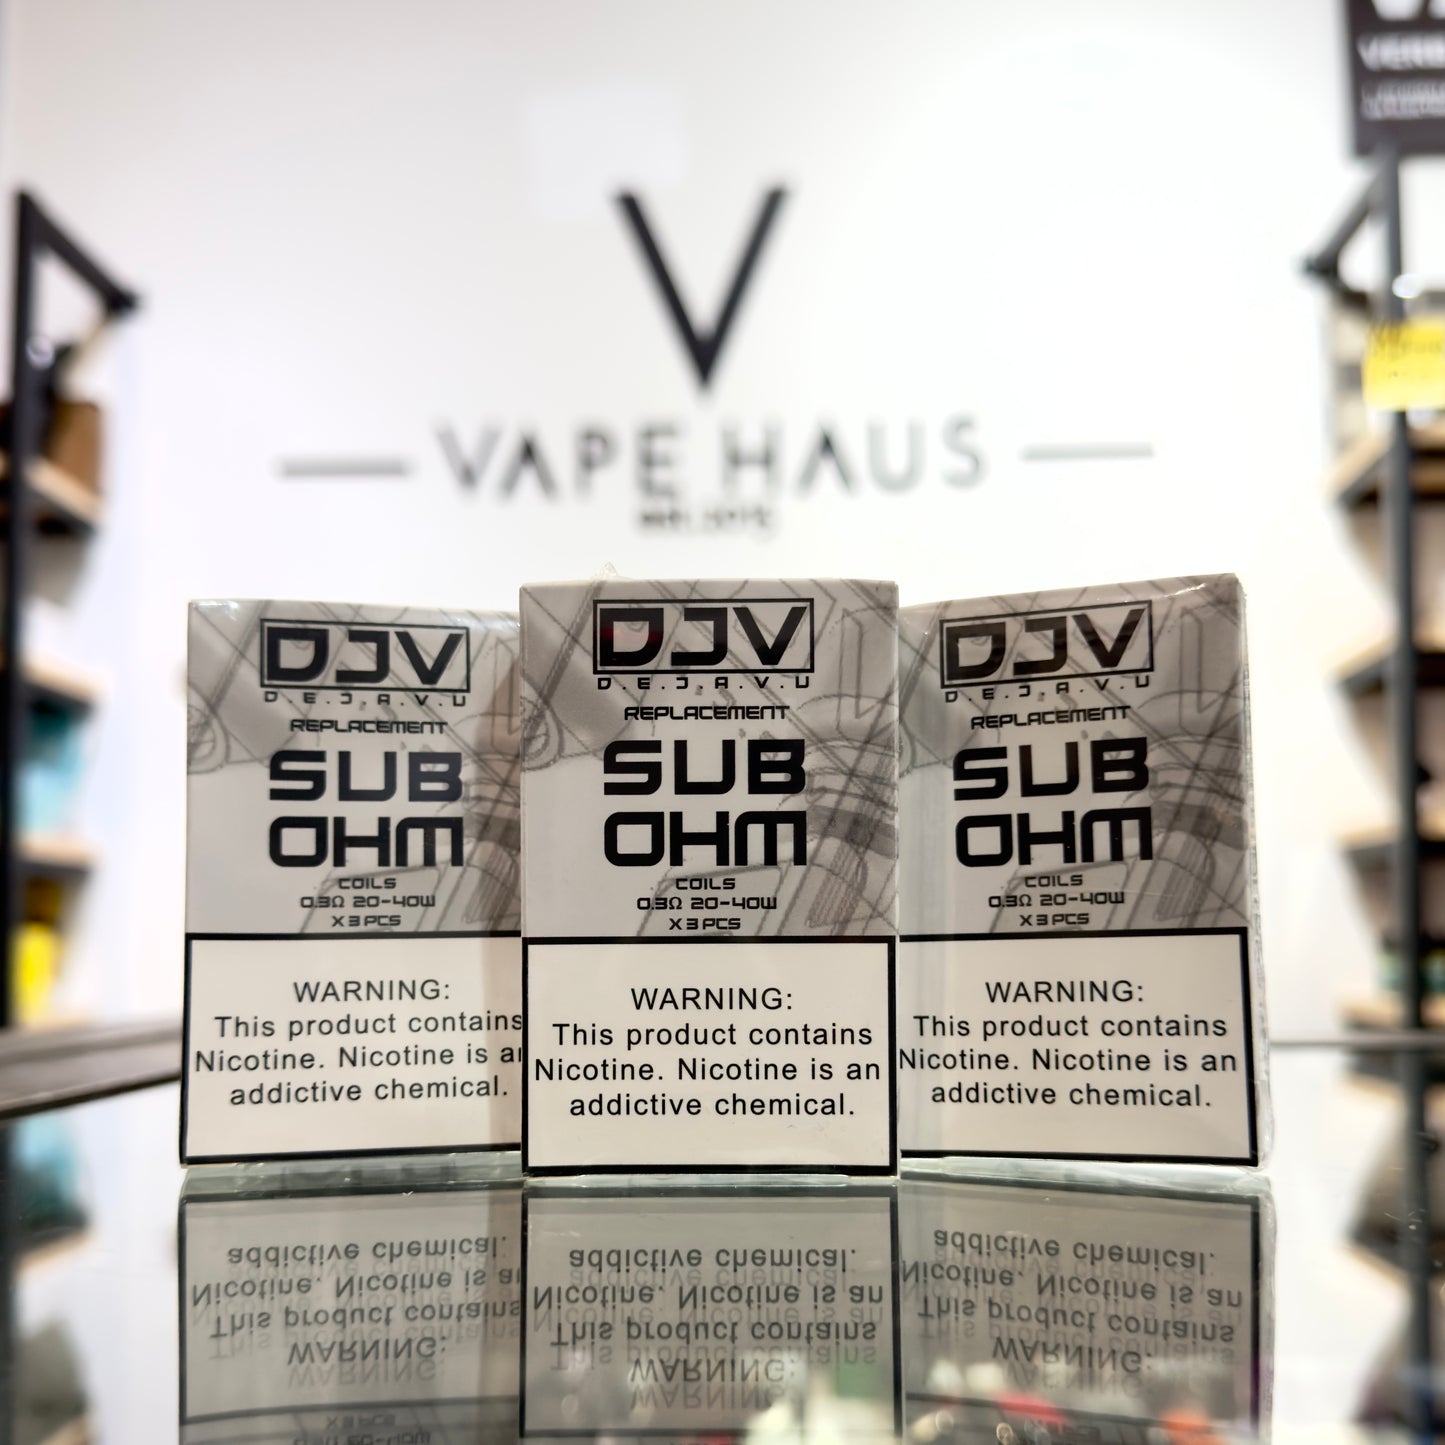 V
VAPE HAUS
DJV
D.E.J.A.V.U
REPLACEMENT
SUB
OHM
COILS
0.3Ω 20-40W
X 3 PCS
WARNING:
This product contains
Nicotine. Nicotine is an
addictive chemical.
DJV
D.E.J.A.V.U
REPLACEMENT
SUB
OHM
COILS
0.3Ω 20-40W
X 3 PCS
WARNING:
This product contains
Nicotine. Nicotine is an
addictive chemical.
DJV
D.E.J.A.V.U
REPLACEMENT
SUB
OHM
COILS
0.3Ω 20-40W
X 3 PCS
WARNING:
This product contains
Nicotine. Nicotine is an
addictive chemical.